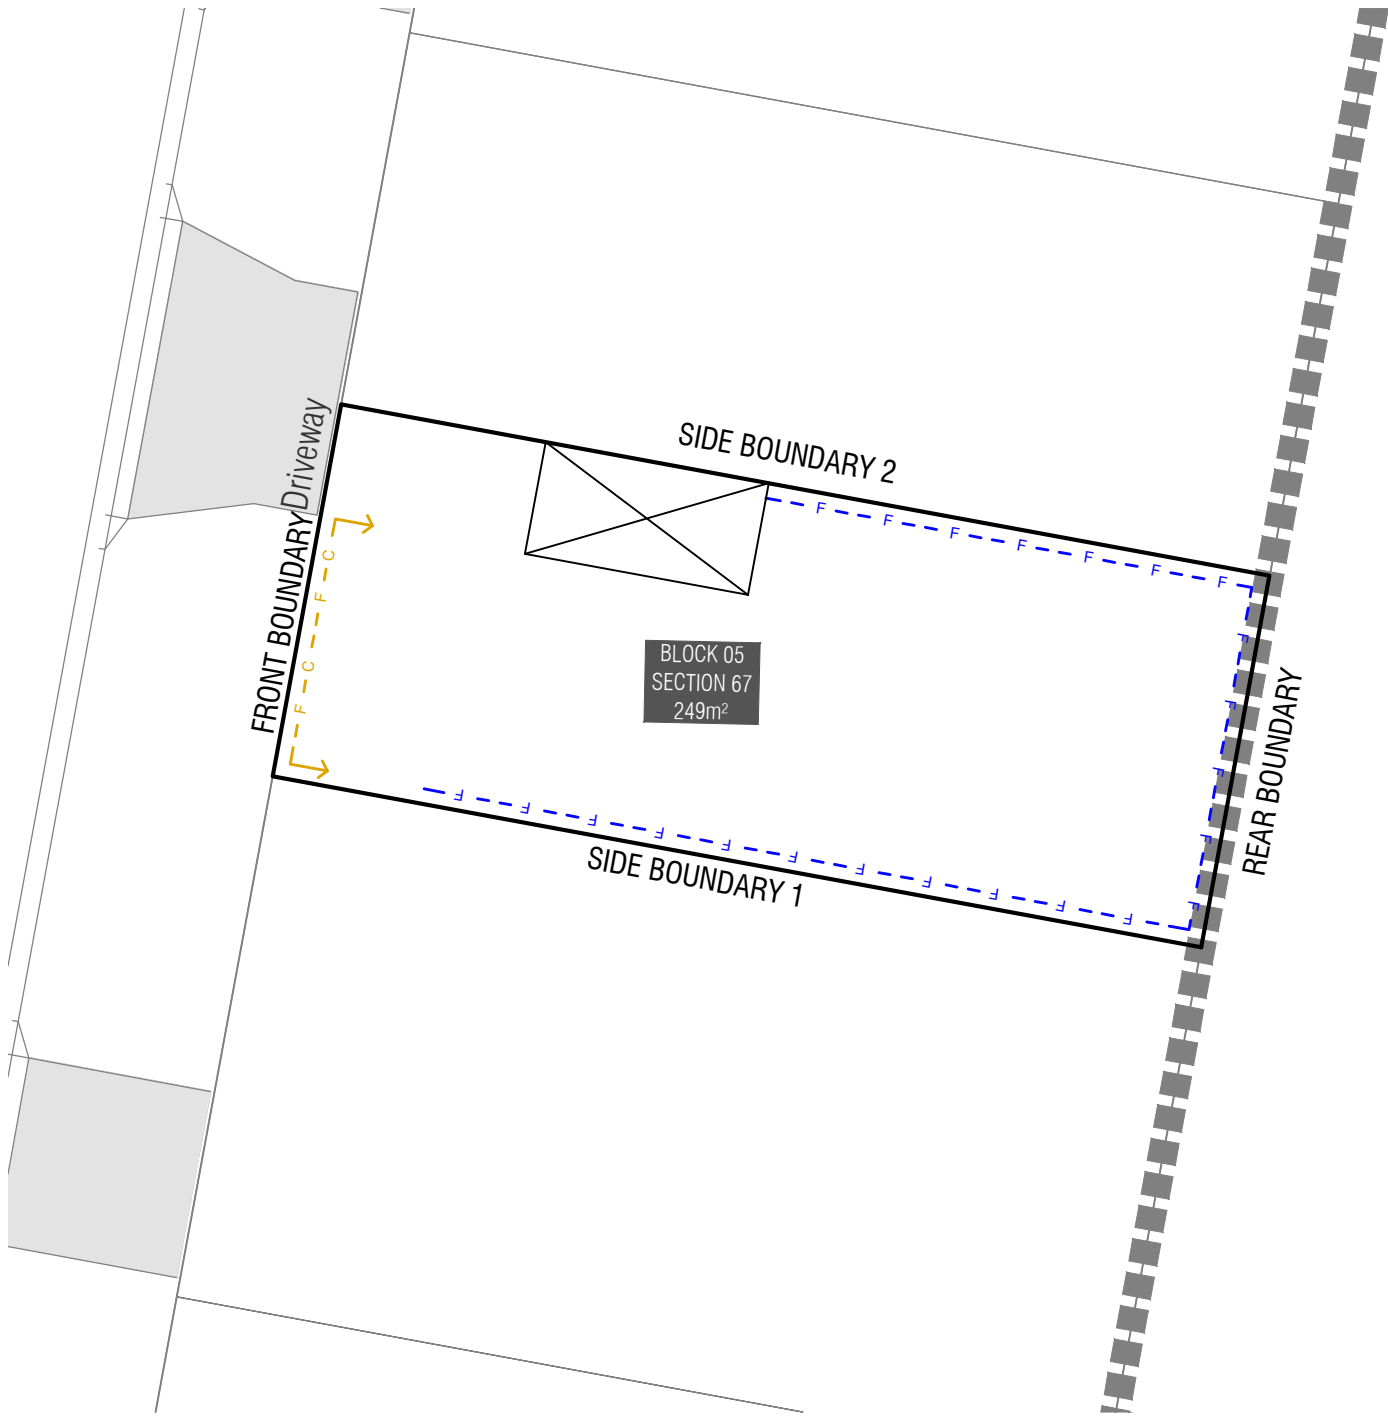 SIDE BOUNDARY 2
Driveway
FRONT BOUNDARY
F F F F F F F
C
F
C
F
BLOCK 05
SECTION 67
249m²
F
F
F
F
F
REAR BOUNDARY
F F F F F F F F F F F
SIDE BOUNDARY 1